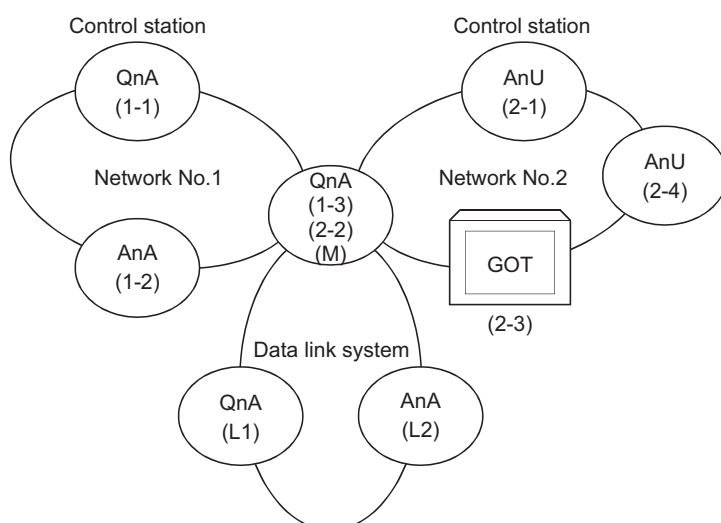 Control station
Control station
QnA
(1-1)
AnU
(2-1)
AnU
(2-4)
Network No.1
QnA
(1-3)
(2-2)
(M)
Network No.2
AnA
(1-2)
GOT
(2-3)
Data link system
QnA
(L1)
AnA
(L2)